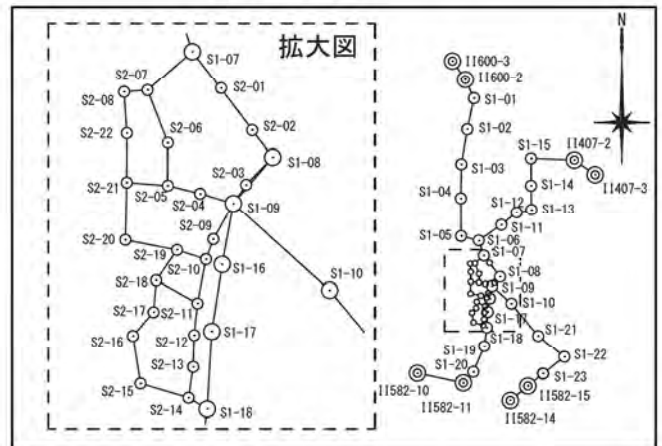 拡大図
S1-07
S2-07
S2-01
S2-08
S2-06
S2-02
S2-22
S1-08
S2-03
S2-21
S2-05
S2-04
S1-09
S2-09
S2-20
S2-19
S2-10
S1-16
S1-10
S2-18
S2-17
S2-11
S1-17
S2-16
S2-12
S2-13
S2-15
S2-14
S1-18
N
II600-3
II600-2
S1-01
S1-02
S1-15
II407-2
S1-03
S1-14
II407-3
S1-04
S1-12
S1-13
S1-11
S1-05
S1-06
S1-07
S1-08
S1-09
S1-10
S1-17
S1-18
S1-21
S1-19
S1-22
S1-20
S1-23
II582-10
II582-15
II582-11
II582-14